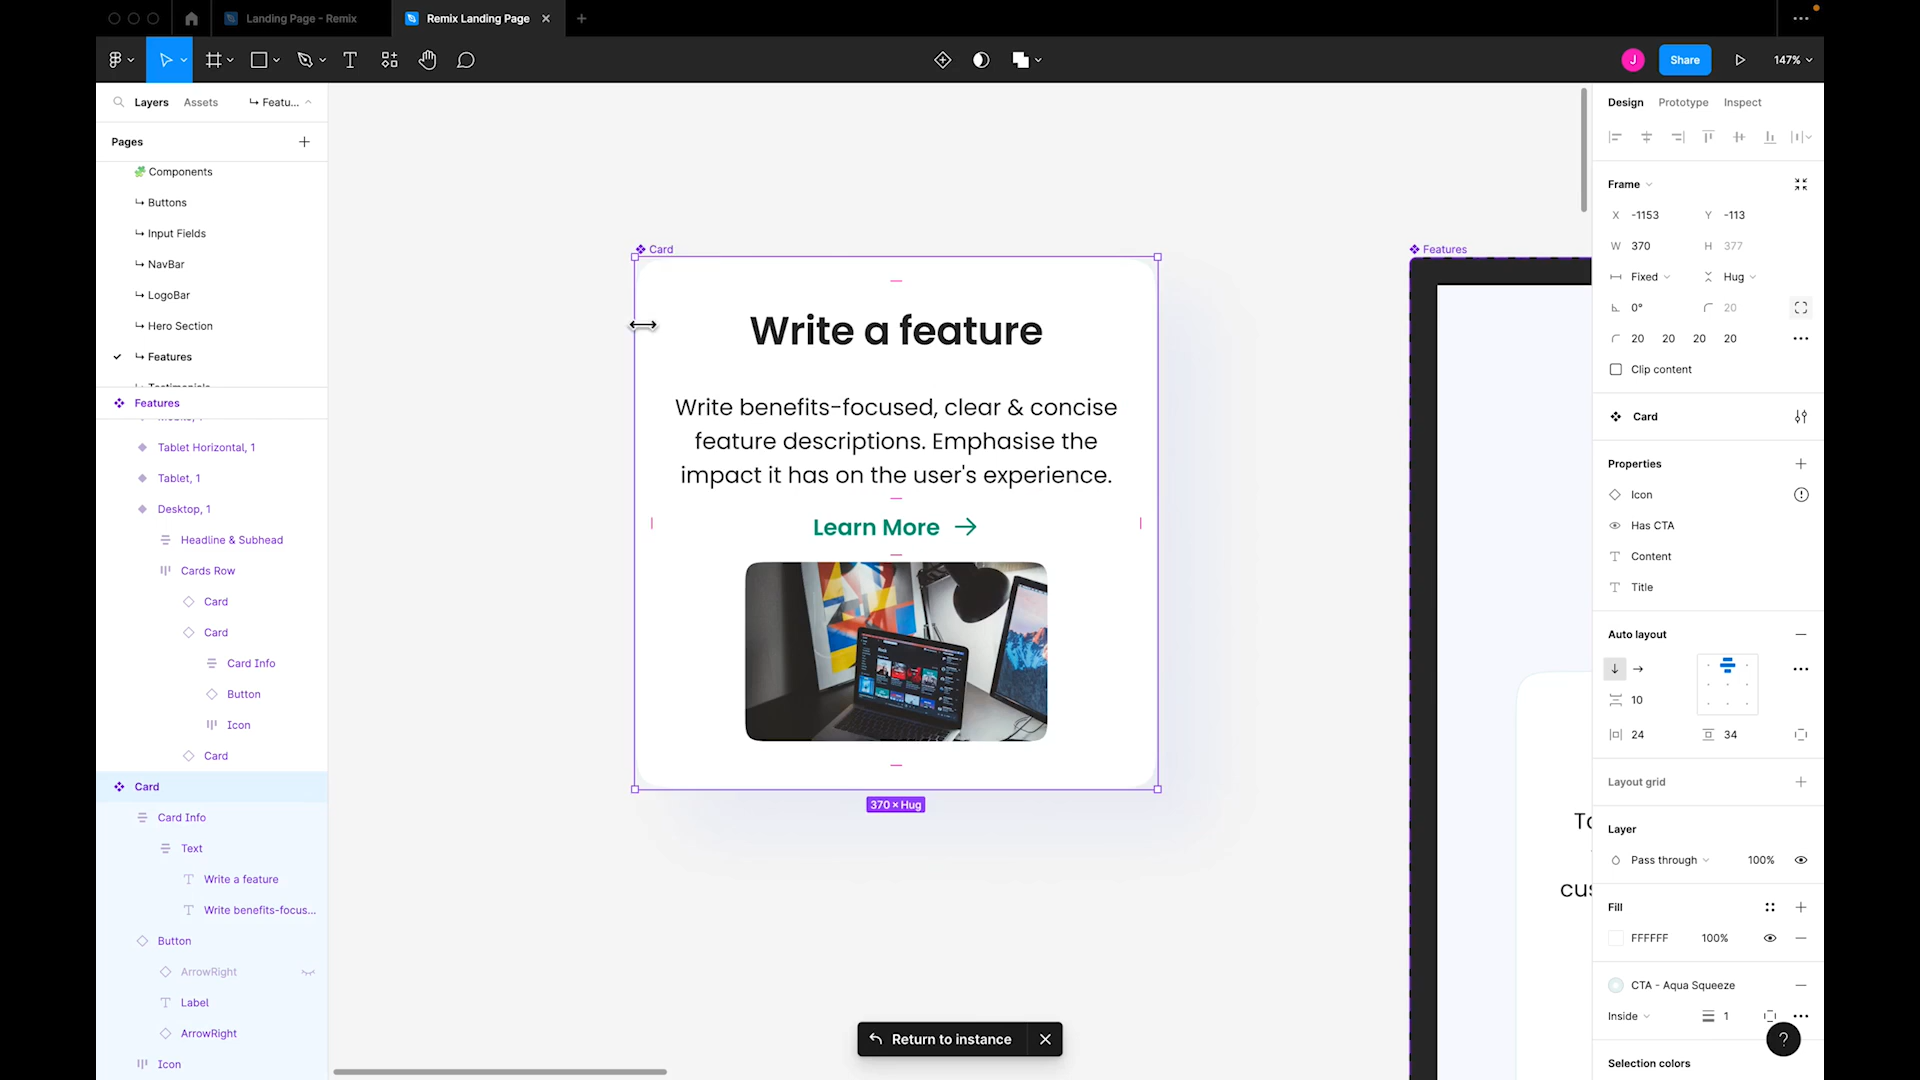 Landing Page - Remix
Remix Landing Page
J
Share
147%
Layers
Assets
Featu...
Pages
Components
Buttons
Input Fields
NavBar
LogoBar
Hero Section
Features
Testimonials
Features
Tablet Horizontal, 1
Tablet, 1
Desktop, 1
Headline & Subhead
Cards Row
Card
Card
Card Info
Button
Icon
Card
Card
Card Info
Text
Write a feature
Write benefits-focus...
Button
ArrowRight
Label
ArrowRight
Icon
Card
Write a feature
Write benefits-focused, clear & concise
feature descriptions. Emphasise the
impact it has on the user's experience.
Learn More
370 × Hug
Features
Return to instance
Design
Prototype
Inspect
Frame
X -1153
Y -113
W 370
H 377
Fixed
Hug
0°
20
20 20 20 20
Clip content
Card
Properties
Icon
Has CTA
Content
Title
Auto layout
10
24
34
Layout grid
Layer
Pass through
100%
Fill
FFFFFF
100%
CTA - Aqua Squeeze
Inside
1
?
Selection colors